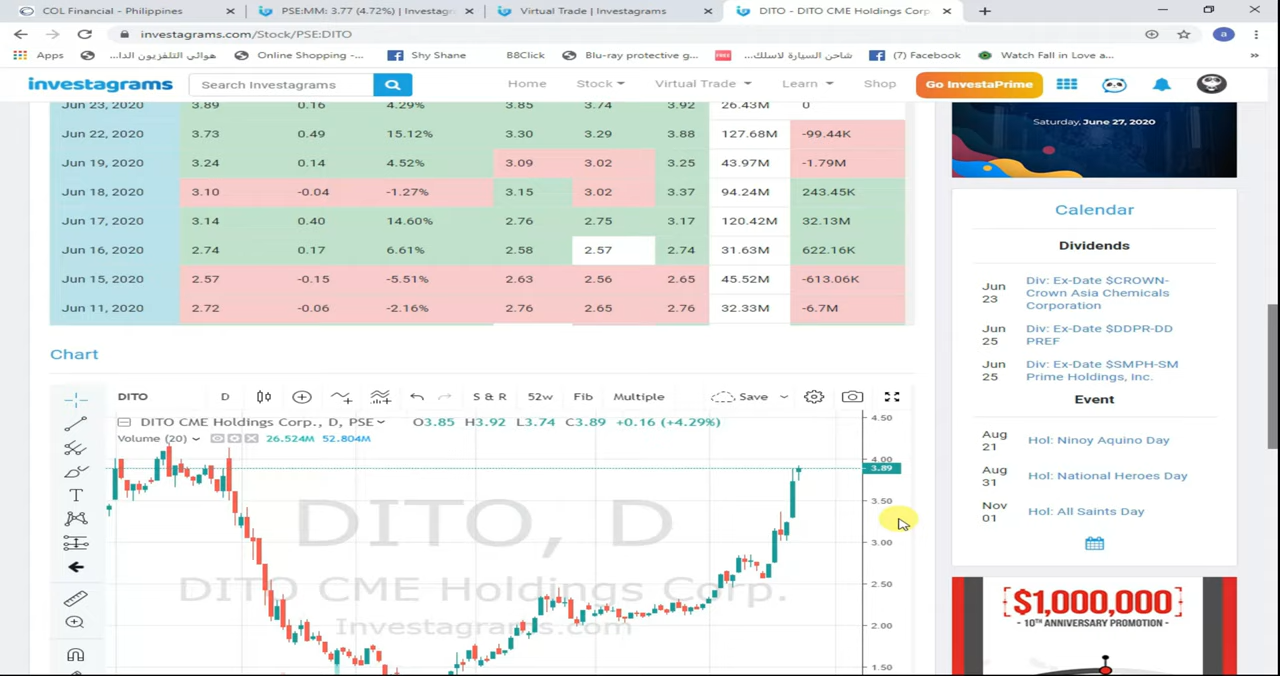 COL Financial - Philippines
PSE:MM: 3.77 (4.72%) | Investagr
Virtual Trade | Investagrams
DITO - DITO CME Holdings Corp.
investagrams.com/Stock/PSE:DITO
a
Apps
هوائي التلفزيون الدا...
Online Shopping -...
Shy Shane
B8Click
Blu-ray protective g...
FREE
شاحن السيارة لاسلك...
(7) Facebook
Watch Fall in Love a...
»
investagrams
Search Investagrams
Home
Stock
Virtual Trade
Learn
Shop
Go InvestaPrime
Jun 23, 2020 3.89 0.16 4.29% 3.85 3.74 3.92 26.43M 0
Jun 22, 2020 3.73 0.49 15.12% 3.30 3.29 3.88 127.68M -99.44K
Jun 19, 2020 3.24 0.14 4.52% 3.09 3.02 3.25 43.97M -1.79M
Jun 18, 2020 3.10 -0.04 -1.27% 3.15 3.02 3.37 94.24M 243.45K
Jun 17, 2020 3.14 0.40 14.60% 2.76 2.75 3.17 120.42M 32.13M
Jun 16, 2020 2.74 0.17 6.61% 2.58 2.57 2.74 31.63M 622.16K
Jun 15, 2020 2.57 -0.15 -5.51% 2.63 2.56 2.65 45.52M -613.06K
Jun 11, 2020 2.72 -0.06 -2.16% 2.76 2.65 2.76 32.33M -6.7M
Chart
DITO D S & R 52w Fib Multiple Save
DITO CME Holdings Corp., D, PSE O3.85 H3.92 L3.74 C3.89 +0.16 (+4.29%)
Volume (20) 26.524M 52.804M
4.50
4.00
3.89
3.50
3.00
2.50
2.00
1.50
DITO, D
DITO CME Holdings Corp.
Investagrams.com
T
Saturday, June 27, 2020
Calendar
Dividends
Jun 23
Div: Ex-Date $CROWN-
Crown Asia Chemicals
Corporation
Jun 25
Div: Ex-Date $DDPR-DD
PREF
Jun 25
Div: Ex-Date $SMPH-SM
Prime Holdings, Inc.
Event
Aug 21
Hol: Ninoy Aquino Day
Aug 31
Hol: National Heroes Day
Nov 01
Hol: All Saints Day
$1,000,000
- 10TH ANNIVERSARY PROMOTION -